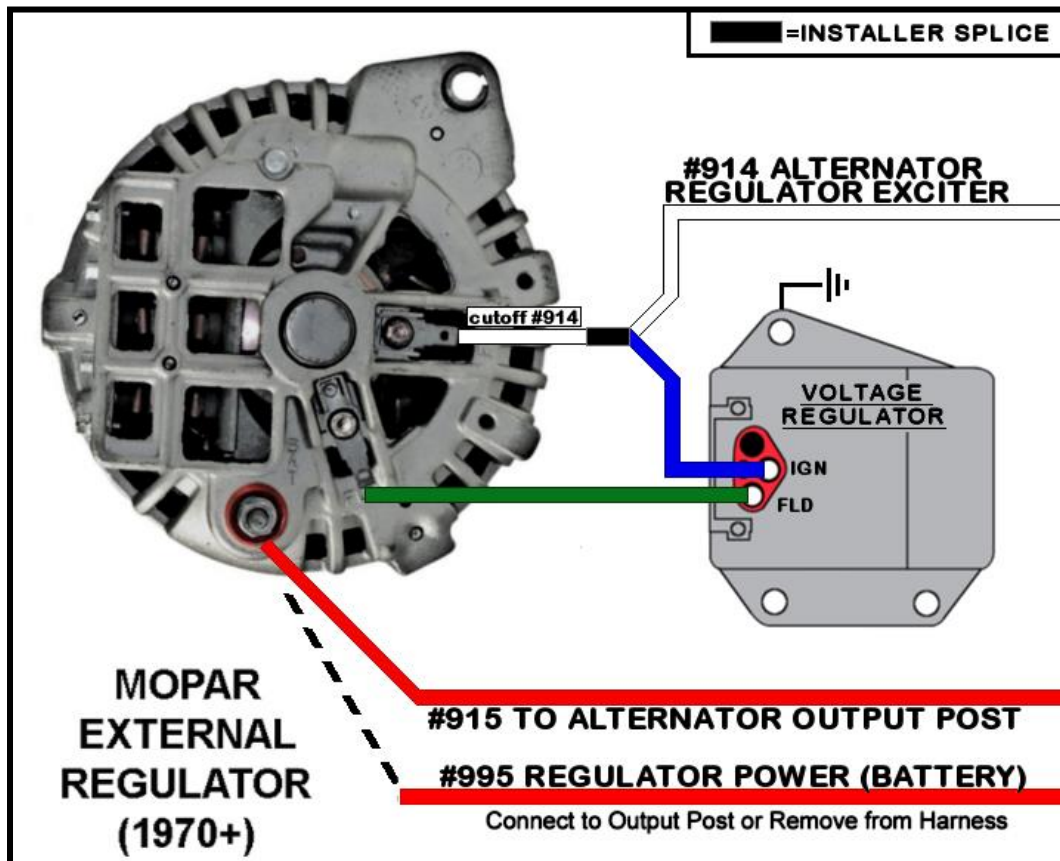 =INSTALLER SPLICE
#914 ALTERNATOR
REGULATOR EXCITER
cutoff #914
VOLTAGE
REGULATOR
IGN
FLD
MOPAR
EXTERNAL
REGULATOR
(1970+)
#915 TO ALTERNATOR OUTPUT POST
#995 REGULATOR POWER (BATTERY)
Connect to Output Post or Remove from Harness